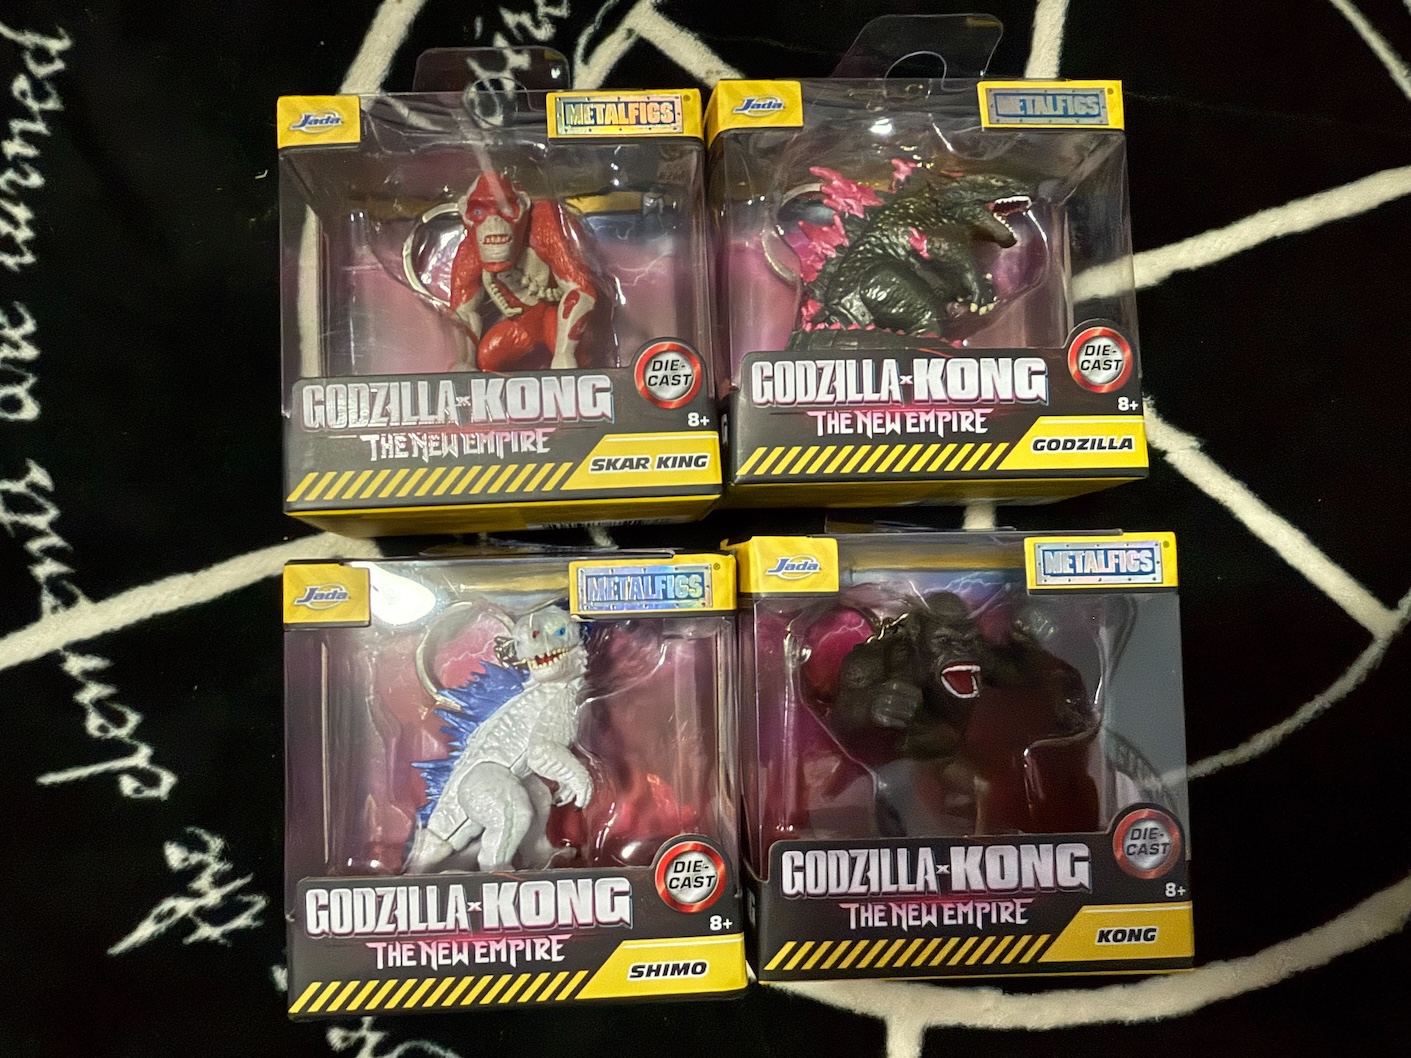 Jada
METALFIGS
DIE-
CAST
GODZILLA x KONG
THE NEW EMPIRE
8+
SKAR KING
Jada
METALFIGS
DIE-
CAST
GODZILLA x KONG
THE NEW EMPIRE
8+
GODZILLA
Jada
METALFIGS®
DIE-
CAST
GODZILLA x KONG
THE NEW EMPIRE
8+
SHIMO
Jada
METALFIGS®
DIE-
CAST
GODZILLA x KONG
THE NEW EMPIRE
8+
KONG
are turned